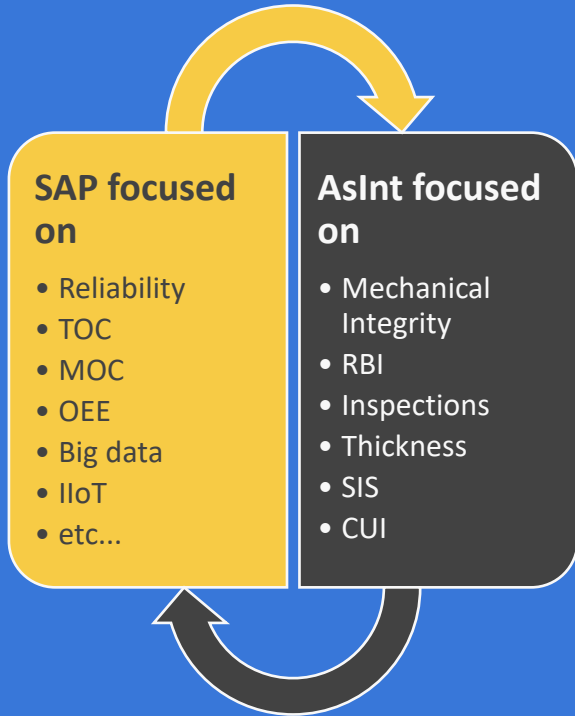 SAP focused
on
• Reliability
• TOC
• MOC
• OEE
• Big data
• IIoT
• etc...
AsInt focused
on
• Mechanical
Integrity
• RBI
• Inspections
• Thickness
• SIS
• CUI